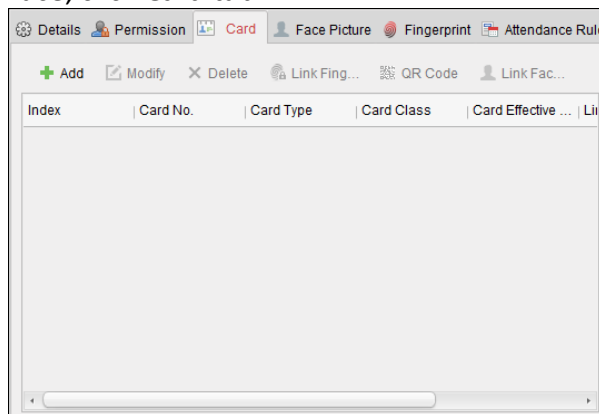 Details Permission Card Face Picture Fingerprint Attendance Rul
Add Modify Delete Link Fing... QR Code Link Fac...
Index Card No. Card Type Card Class Card Effective ... Li